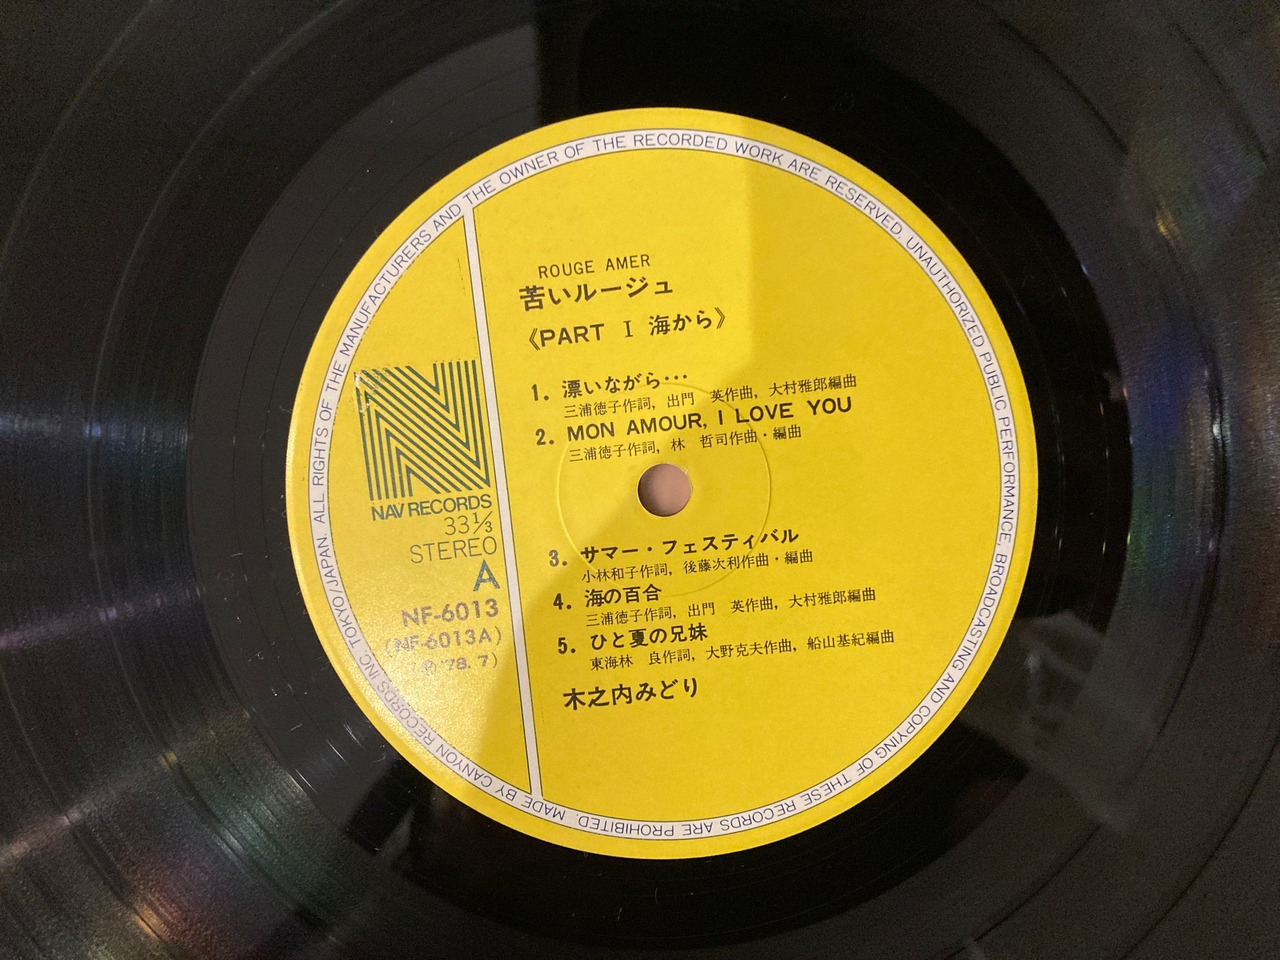 ROUGE AMER
苦いルージュ
《PART Ⅰ 海から》
1. 漂いながら…
三浦徳子作詞, 出門 英作曲, 大村雅郎編曲
2. MON AMOUR, I LOVE YOU
三浦徳子作詞, 林 哲司作曲・編曲
3. サマー・フェスティバル
小林和子作詞, 後藤次利作曲・編曲
4. 海の百合
三浦徳子作詞, 出門 英作曲, 大村雅郎編曲
5. ひと夏の兄妹
東海林 良作詞, 大野克夫作曲, 船山基紀編曲
木之内みどり
N
NAV RECORDS
33⅓
STEREO
A
NF-6013
(NF-6013A)
(Ⓟ'78.7)
MADE BY CANYON RECORDS INC. TOKYO/JAPAN. ALL RIGHTS OF THE MANUFACTURERS AND THE OWNER OF THE RECORDED WORK ARE RESERVED. UNAUTHORIZED PUBLIC PERFORMANCE, BROADCASTING AND COPYING OF THESE RECORDS ARE PROHIBITED.